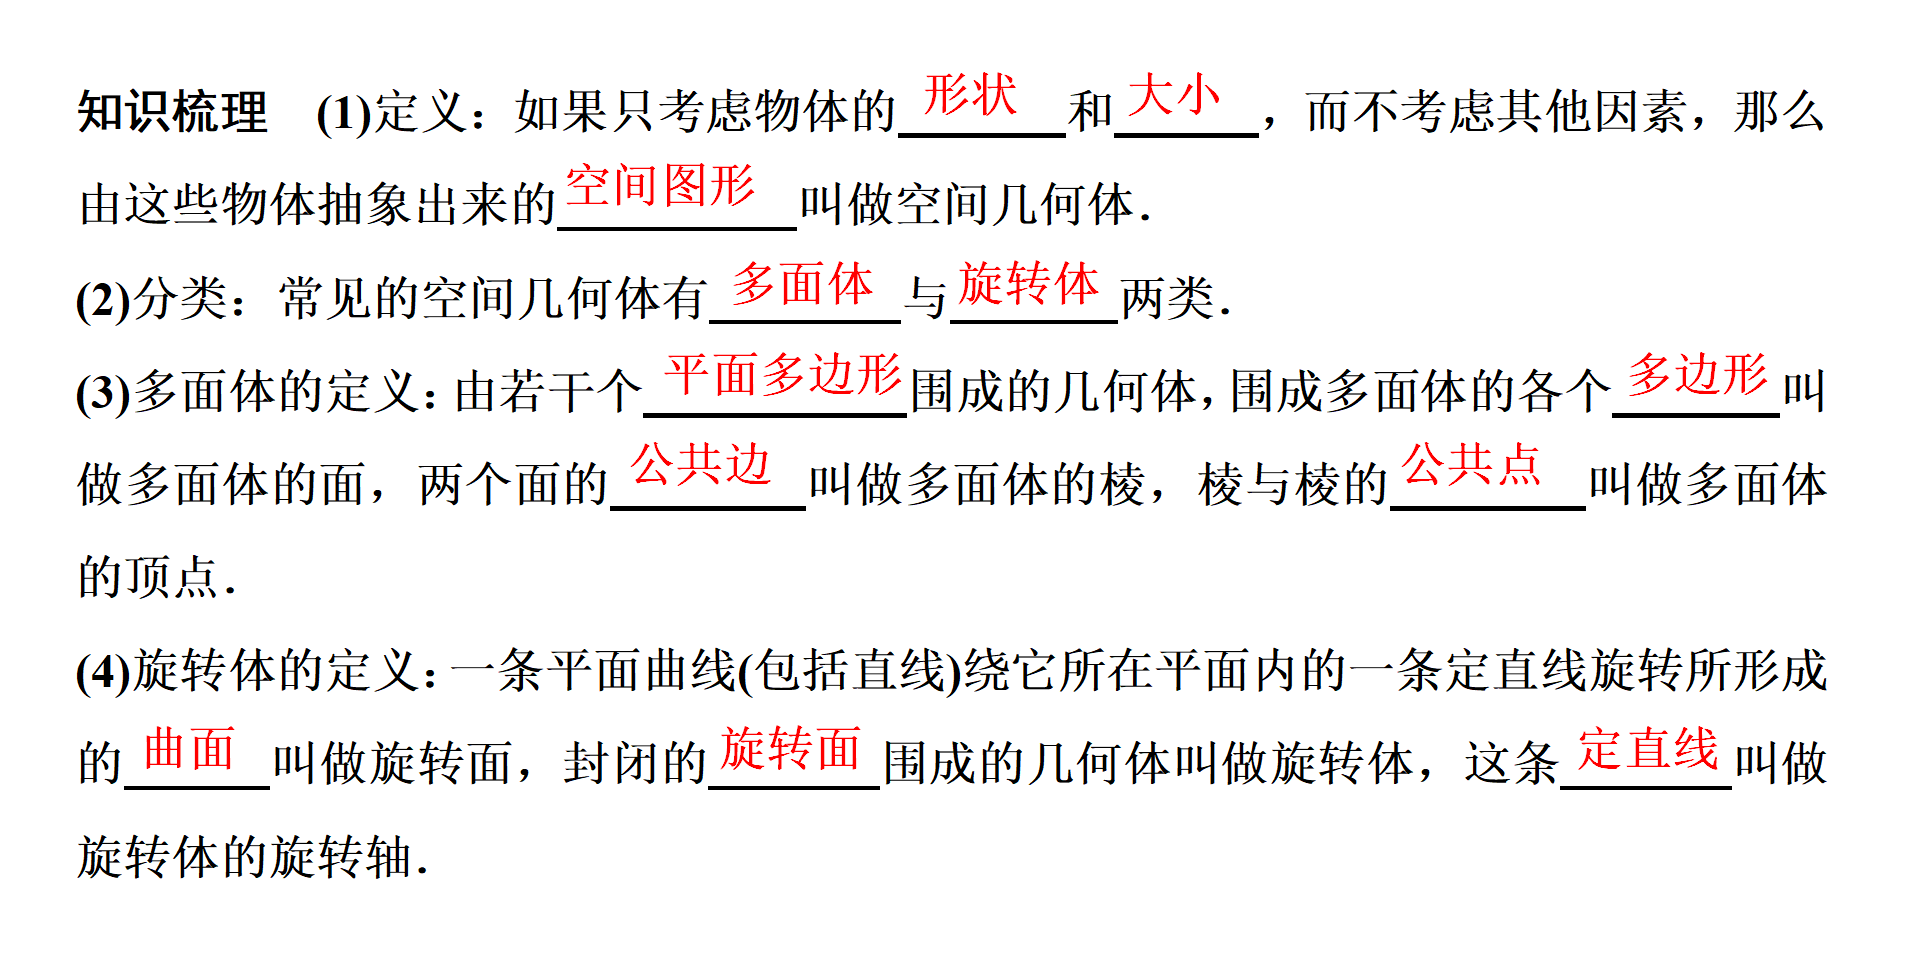 知识梳理 (1)定义：如果只考虑物体的形状和大小，而不考虑其他因素，那么
由这些物体抽象出来的空间图形叫做空间几何体．
(2)分类：常见的空间几何体有多面体与旋转体两类．
(3)多面体的定义：由若干个平面多边形围成的几何体，围成多面体的各个多边形叫
做多面体的面，两个面的公共边叫做多面体的棱，棱与棱的公共点叫做多面体
的顶点．
(4)旋转体的定义：一条平面曲线(包括直线)绕它所在平面内的一条定直线旋转所形成
的曲面叫做旋转面，封闭的旋转面围成的几何体叫做旋转体，这条定直线叫做
旋转体的旋转轴．